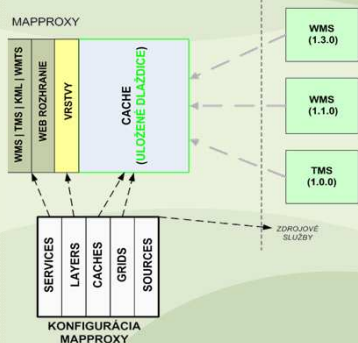 MAPPROXY
WMS | TMS | KML | WMTS
WEB ROZHRANIE
VRSTVY
CACHE
(ULOŽENÉ DLAŽDICE)
WMS
(1.3.0)
WMS
(1.1.0)
TMS
(1.0.0)
ZDROJOVÉ
SLUŽBY
SERVICES
LAYERS
CACHES
GRIDS
SOURCES
KONFIGURÁCIA
MAPPROXY